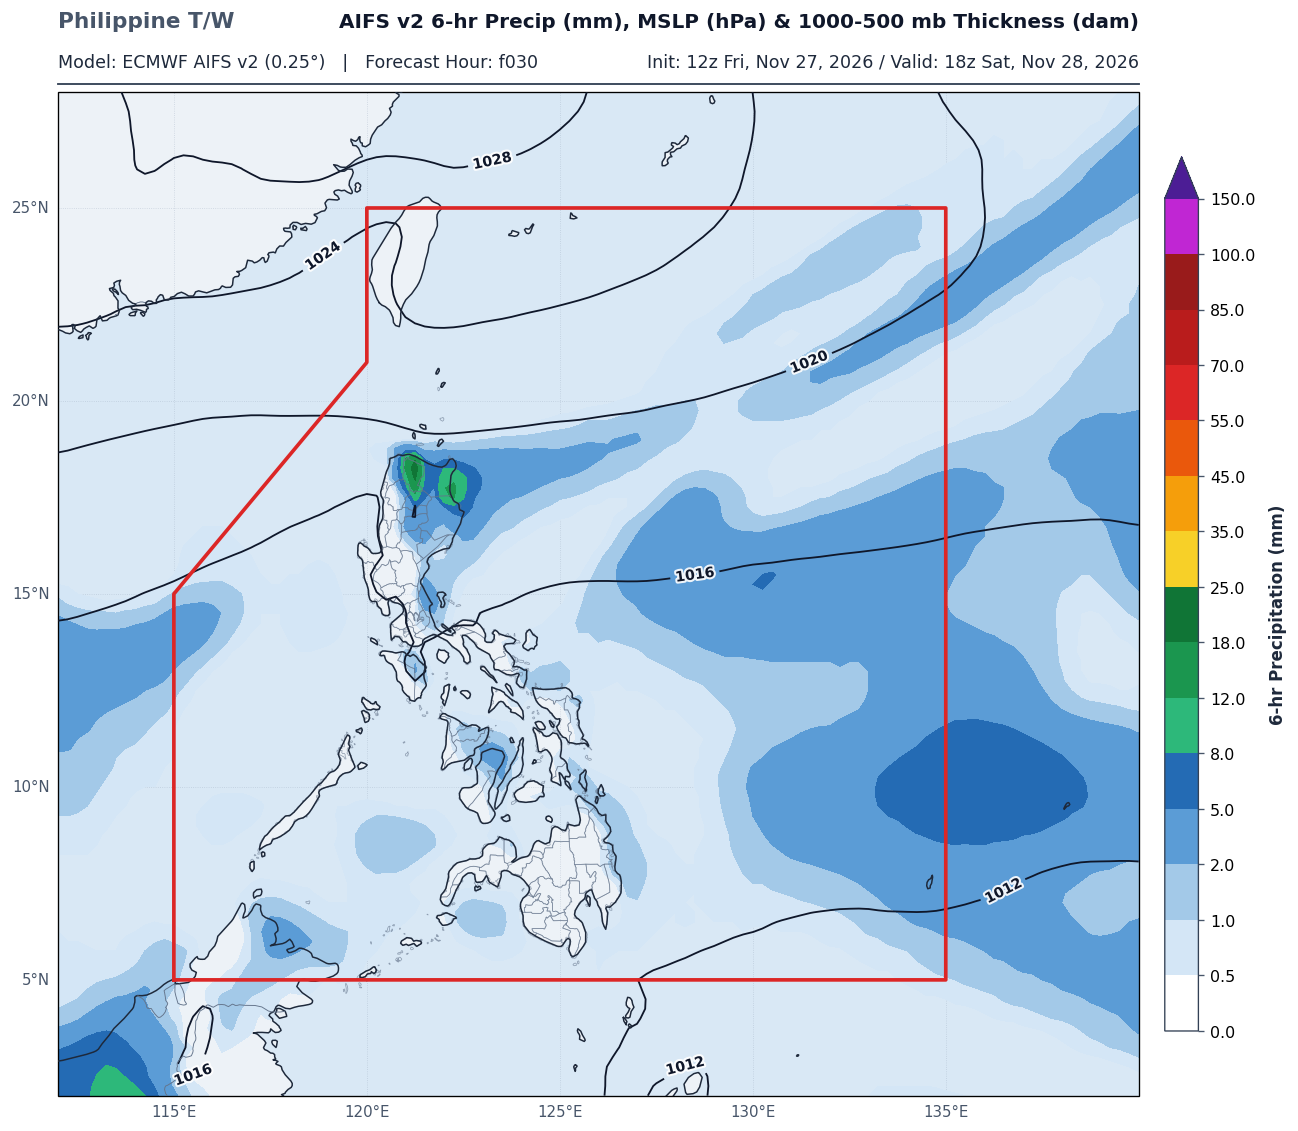 Philippine T/W
AIFS v2 6-hr Precip (mm), MSLP (hPa) & 1000-500 mb Thickness (dam)
Model: ECMWF AIFS v2 (0.25°) | Forecast Hour: f030
Init: 12z Fri, Nov 27, 2026 / Valid: 18z Sat, Nov 28, 2026
1028
1024
1020
1016
1012
1012
1016
25°N
20°N
15°N
10°N
5°N
115°E
120°E
125°E
130°E
135°E
150.0
100.0
85.0
70.0
55.0
45.0
35.0
25.0
18.0
12.0
8.0
5.0
2.0
1.0
0.5
0.0
6-hr Precipitation (mm)